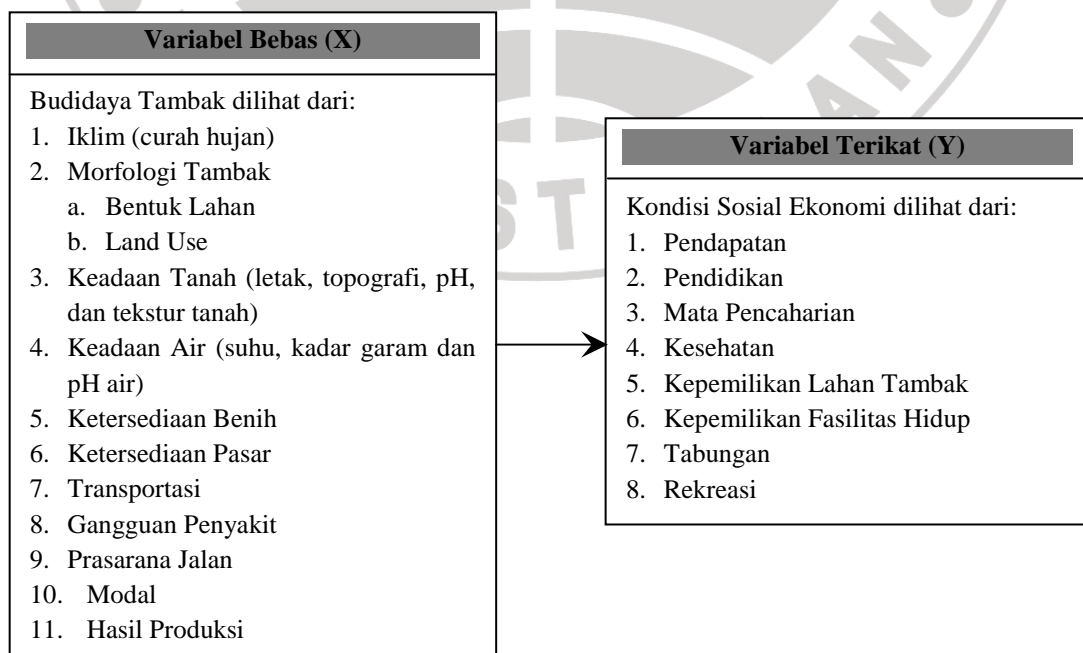 Variabel Bebas (X)
Budidaya Tambak dilihat dari:
1. Iklim (curah hujan)
2. Morfologi Tambak
a. Bentuk Lahan
b. Land Use
3. Keadaan Tanah (letak, topografi, pH,
dan tekstur tanah)
4. Keadaan Air (suhu, kadar garam dan
pH air)
5. Ketersediaan Benih
6. Ketersediaan Pasar
7. Transportasi
8. Gangguan Penyakit
9. Prasarana Jalan
10. Modal
11. Hasil Produksi
Variabel Terikat (Y)
Kondisi Sosial Ekonomi dilihat dari:
1. Pendapatan
2. Pendidikan
3. Mata Pencaharian
4. Kesehatan
5. Kepemilikan Lahan Tambak
6. Kepemilikan Fasilitas Hidup
7. Tabungan
8. Rekreasi